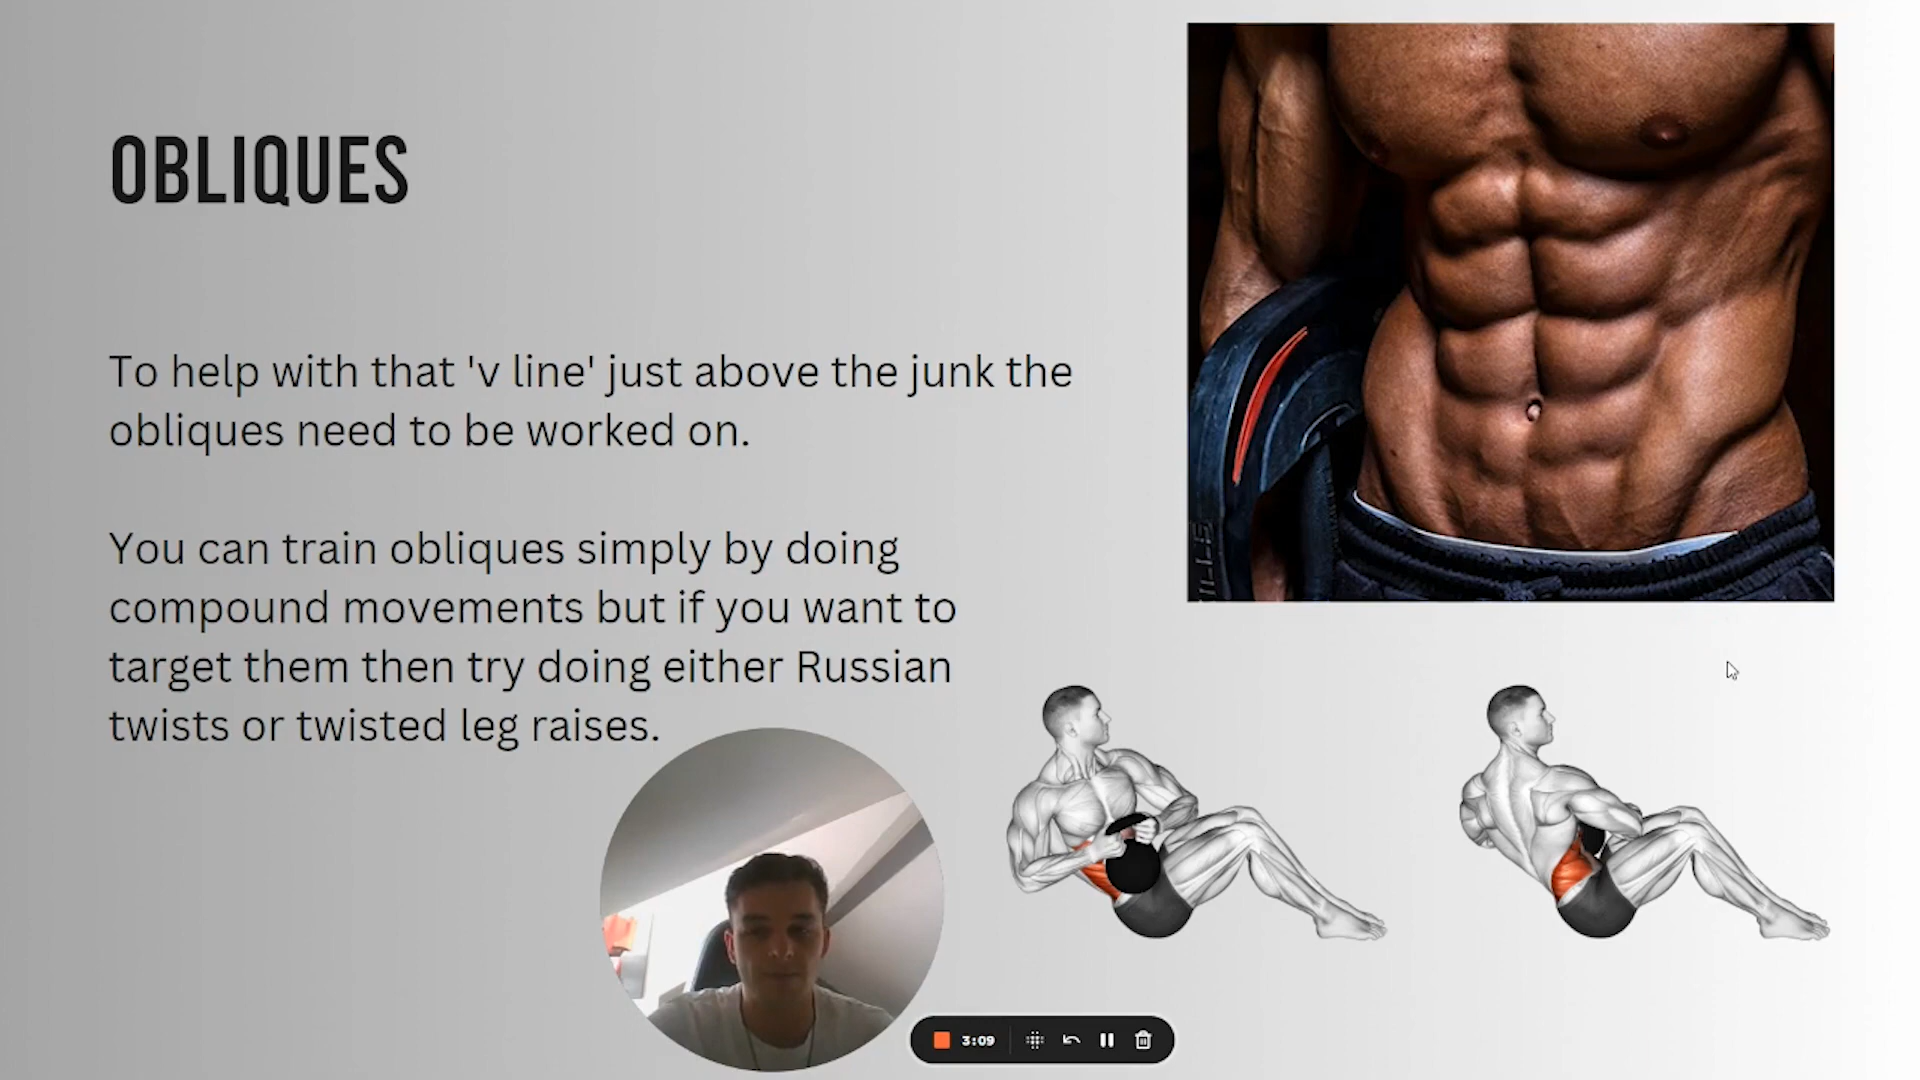 OBLIQUES
To help with that 'v line' just above the junk the
obliques need to be worked on.
You can train obliques simply by doing
compound movements but if you want to
target them then try doing either Russian
twists or twisted leg raises.
3:09